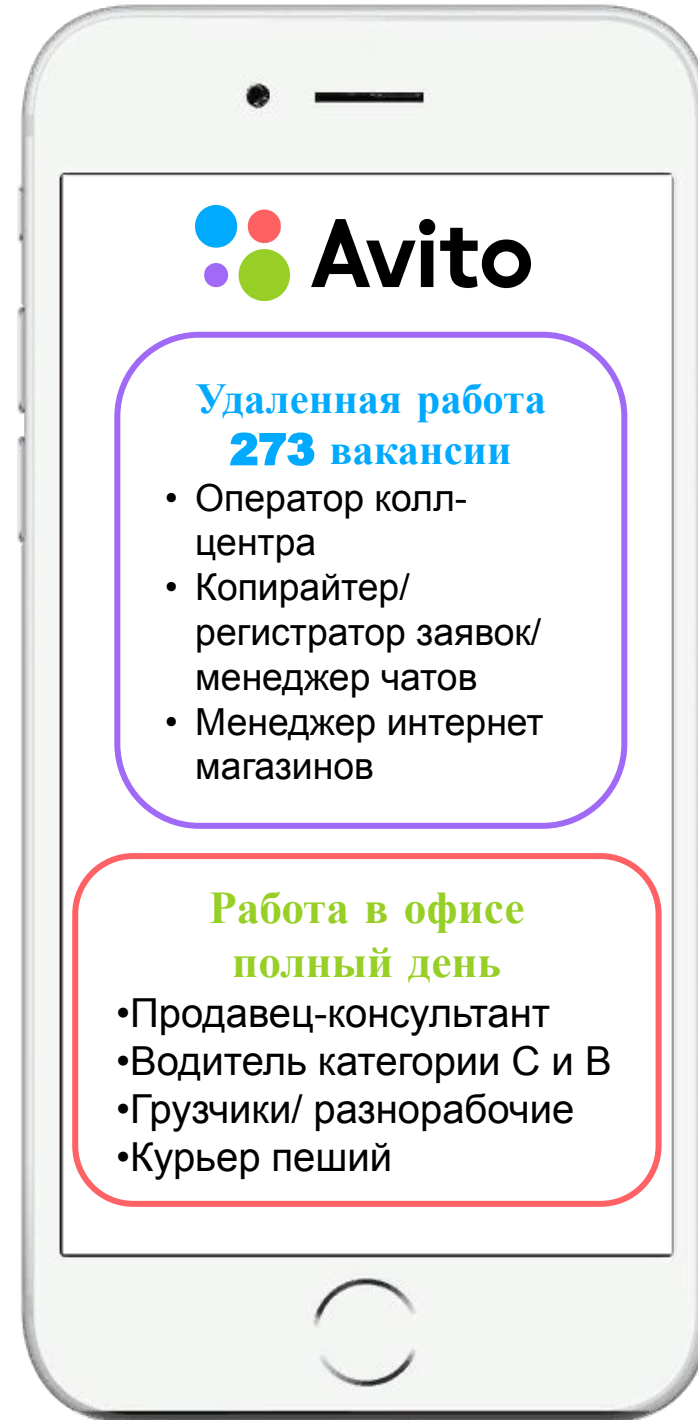 Avito
Удаленная работа
273 вакансии
• Оператор колл-
центра
• Копирайтер/
регистратор заявок/
менеджер чатов
• Менеджер интернет
магазинов
Работа в офисе
полный день
•Продавец-консультант
•Водитель категории С и В
•Грузчики/ разнорабочие
•Курьер пеший